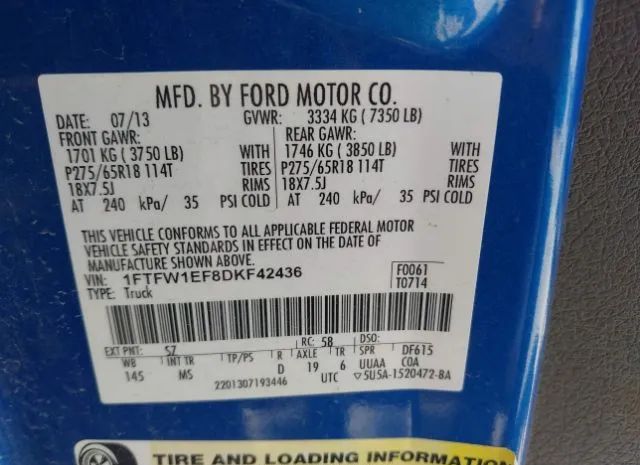 MFD. BY FORD MOTOR CO.
DATE: 07/13 GVWR: 3334 KG ( 7350 LB)
FRONT GAWR: REAR GAWR:
1701 KG ( 3750 LB) WITH 1746 KG ( 3850 LB) WITH
P275/65R18 114T TIRES P275/65R18 114T TIRES
18X7.5J RIMS 18X7.5J RIMS
AT 240 kPa/ 35 PSI COLD AT 240 kPa/ 35 PSI COLD
THIS VEHICLE CONFORMS TO ALL APPLICABLE FEDERAL MOTOR
VEHICLE SAFETY STANDARDS IN EFFECT ON THE DATE OF
MANUFACTURE SHOWN ABOVE.
VIN: 1FTFW1EF8DKF42436 F0061
TYPE: Truck T0714
EXT PNT: SZ RC: 58 DSO:
WB INT TR TP/PS R AXLE TR SPR DF615
145 MS D 19 6 UUAA COA
2201307193446 UTC ▽5U5A-1520472-BA
TIRE AND LOADING INFORMATION